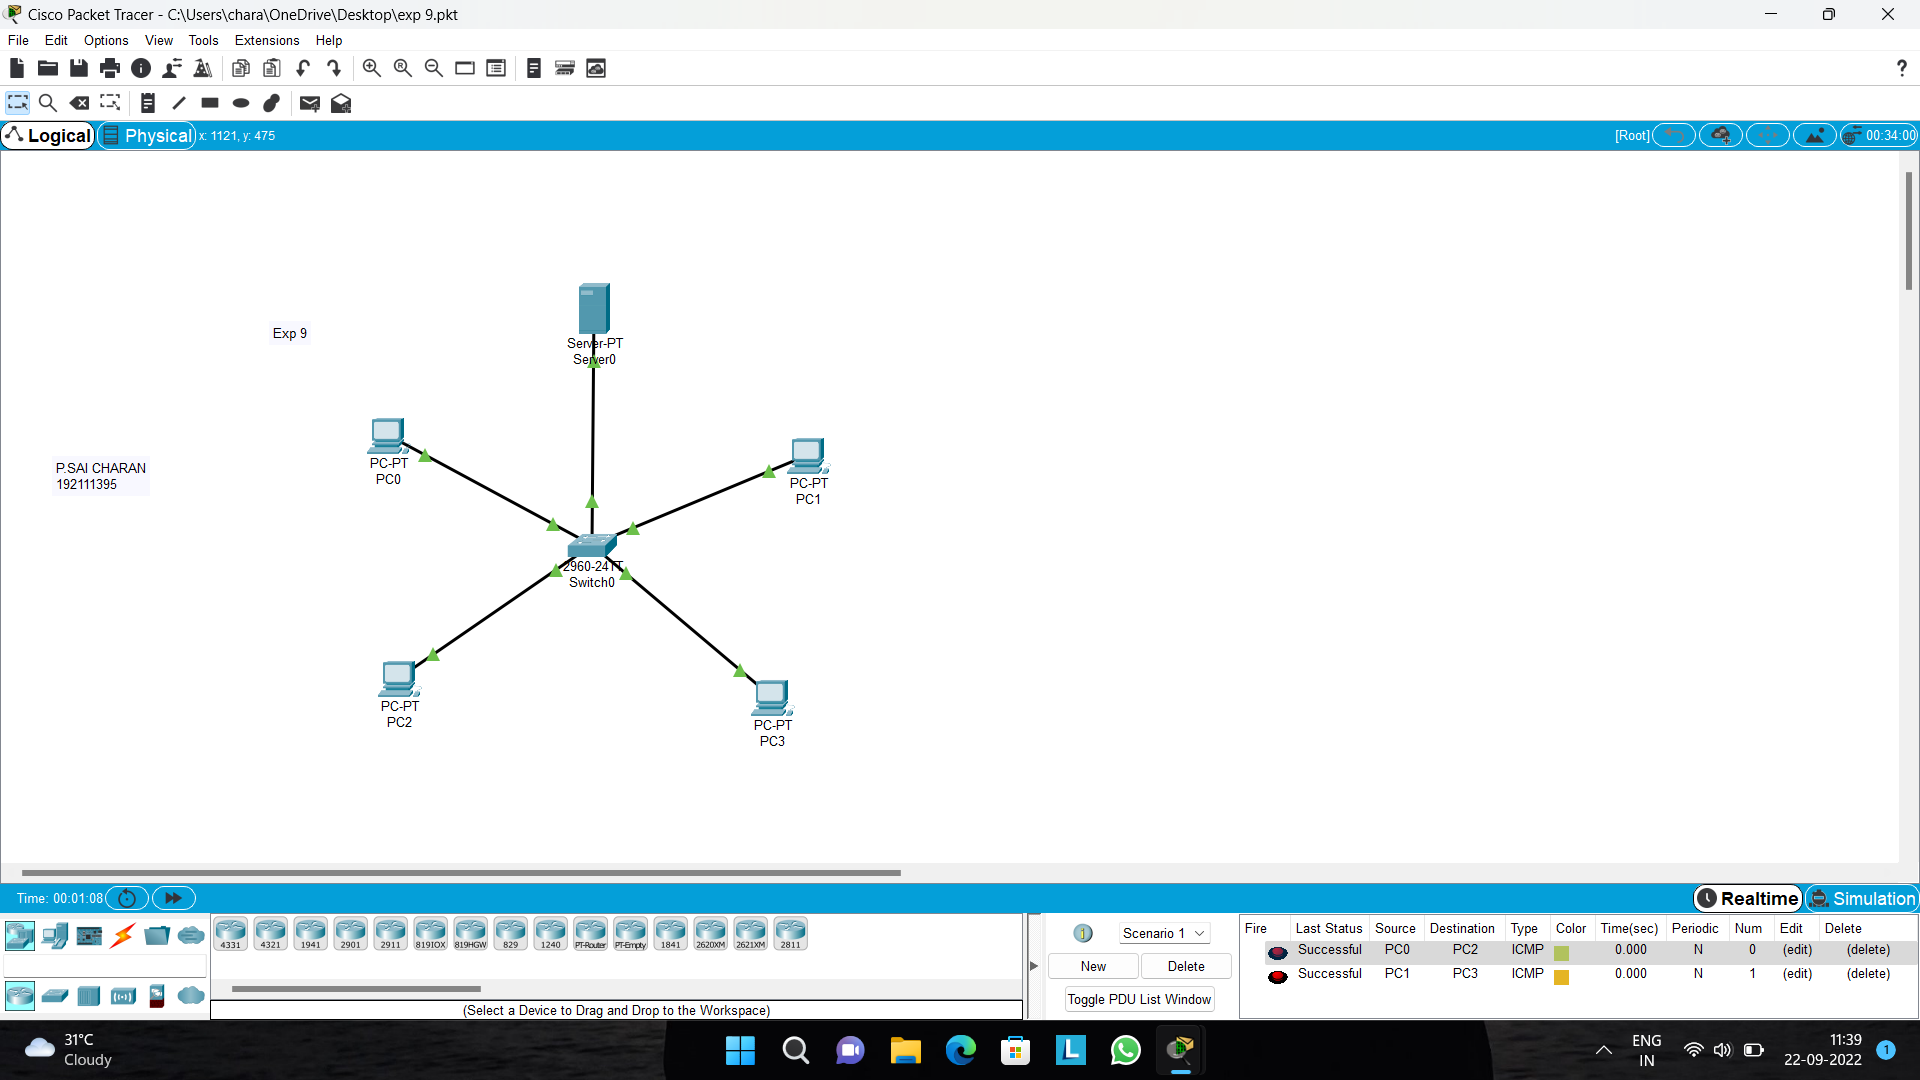 Cisco Packet Tracer - C:\Users\chara\OneDrive\Desktop\exp 9.pkt
File Edit Options View Tools Extensions Help
?
Logical Physical x: 1121, y: 475 [Root] 00:34:00
Server-PT
Server0
Exp 9
PC-PT
PC0
P.SAI CHARAN
192111395
PC-PT
PC1
2960-24TT
Switch0
PC-PT
PC2
PC-PT
PC3
Time: 00:01:08 Realtime Simulation
4331 4321 1941 2901 2911 819IOX 819HGW 829 1240 PT-Router PT-Empty 1841 2620XM 2621XM 2811
Scenario 1
New Delete
Toggle PDU List Window
(Select a Device to Drag and Drop to the Workspace)
Fire Last Status Source Destination Type Color Time(sec) Periodic Num Edit Delete
Successful PC0 PC2 ICMP 0.000 N 0 (edit) (delete)
Successful PC1 PC3 ICMP 0.000 N 1 (edit) (delete)
31°C
Cloudy
L
ENG
IN
11:39
22-09-2022
1